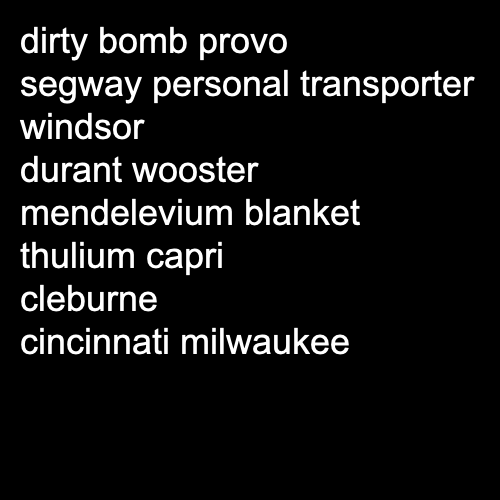 dirty bomb provo
segway personal transporter
windsor
durant wooster
mendelevium blanket
thulium capri
cleburne
cincinnati milwaukee